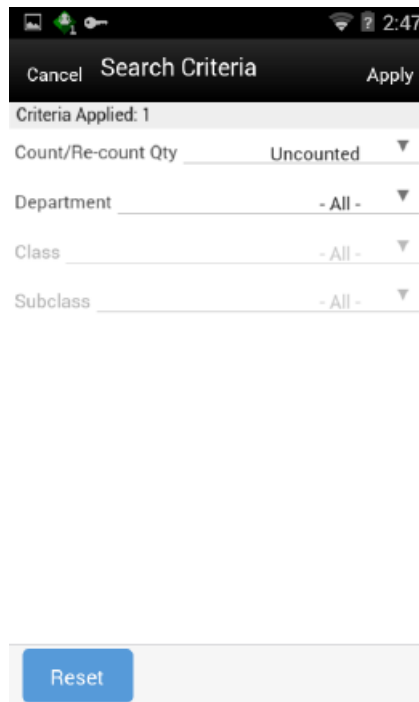 1 ? 2:47
Cancel Search Criteria Apply
Criteria Applied: 1
Count/Re-count Qty Uncounted
Department - All -
Class - All -
Subclass - All -
Reset